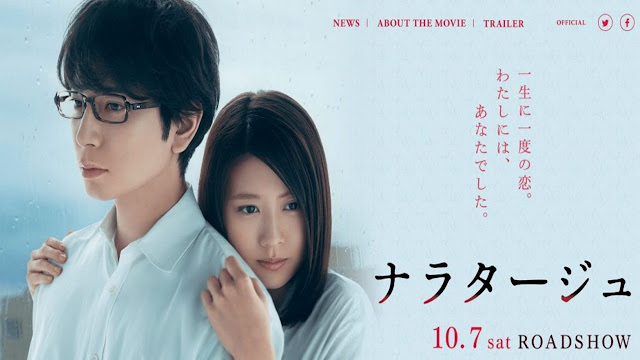 NEWS | ABOUT THE MOVIE | TRAILER
OFFICIAL
一生に一度の恋。
わたしには、
あなたでした。
ナラタージュ
10.7 sat ROADSHOW